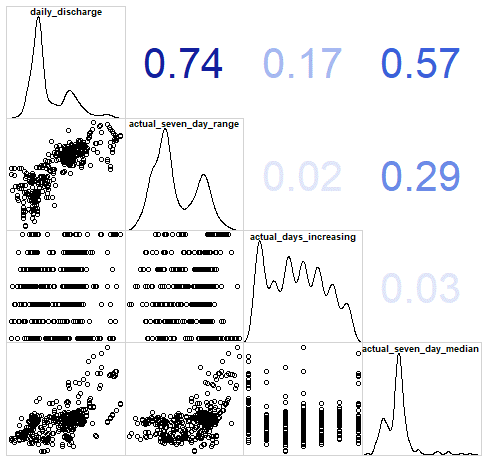 daily_discharge
0.74
0.17
0.57
actual_seven_day_range
0.02
0.29
actual_days_increasing
0.03
actual_seven_day_median